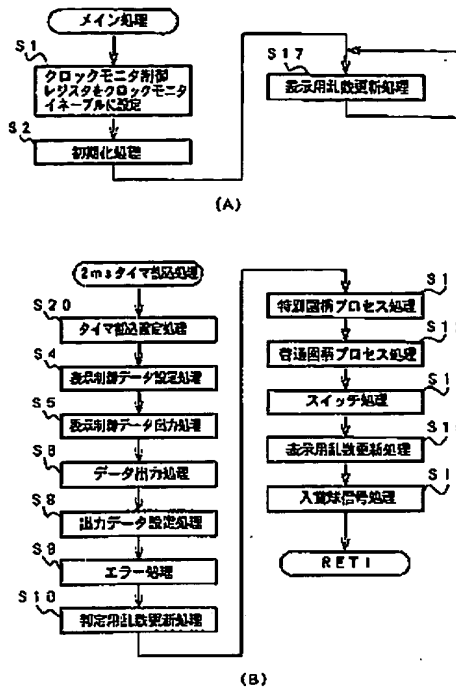 メイン処理
S1
クロックモニタ制御
レジスタをクロックモニタ
イネーブルに設定
S2
初期化処理
S17
表示用乱数更新処理
(A)
2msタイマ割込処理
S20
タイマ割込設定処理
S4
表示制御データ設定処理
S5
表示制御データ出力処理
S6
データ出力処理
S8
出力データ設定処理
S9
エラー処理
S10
判定用乱数更新処理
S1
特別図柄プロセス処理
S1
普通図柄プロセス処理
S1
スイッチ処理
S1
表示用乱数更新処理
S1
入賞球信号処理
RETI
(B)